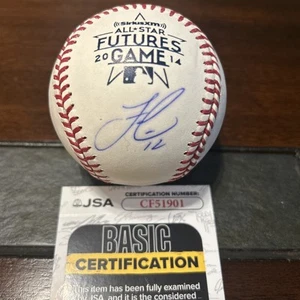 SiriusXM
ALL-STAR
FUTURES
20 GAME 14
12
JSA
CERTIFICATION NUMBER:
CF51901
BASIC
CERTIFICATION
This item has been fully examined
by JSA, and it is the considered